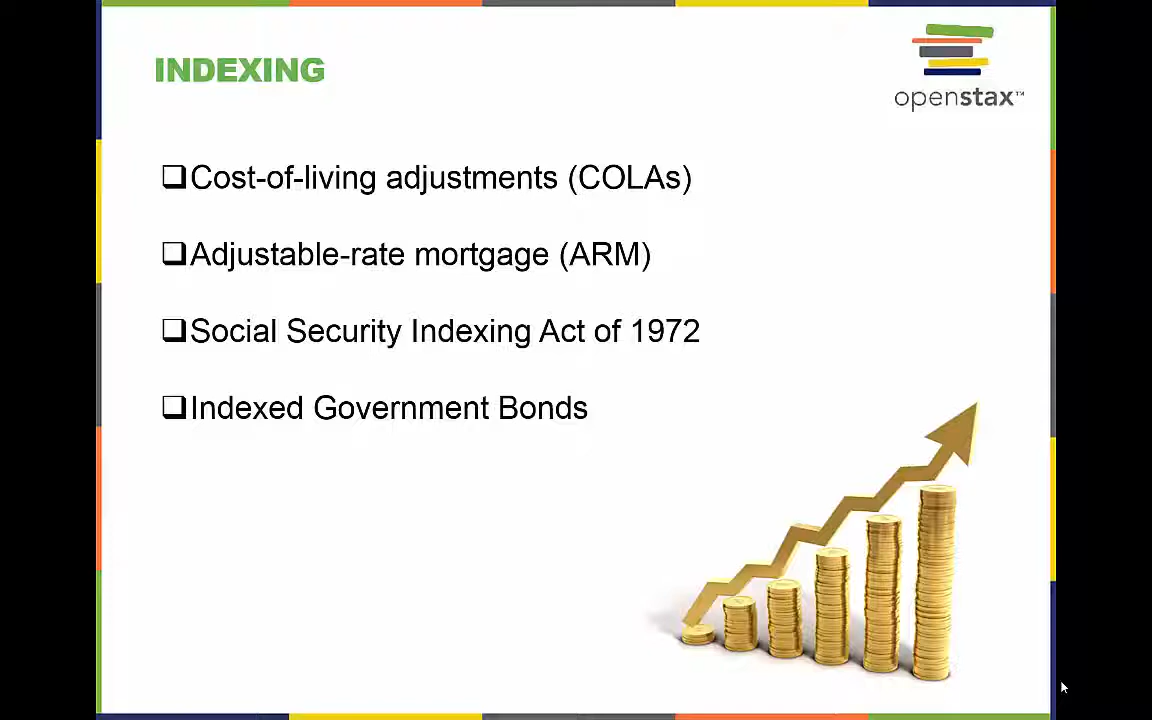 INDEXING
openstax™
❑Cost-of-living adjustments (COLAs)
❑Adjustable-rate mortgage (ARM)
❑Social Security Indexing Act of 1972
❑Indexed Government Bonds